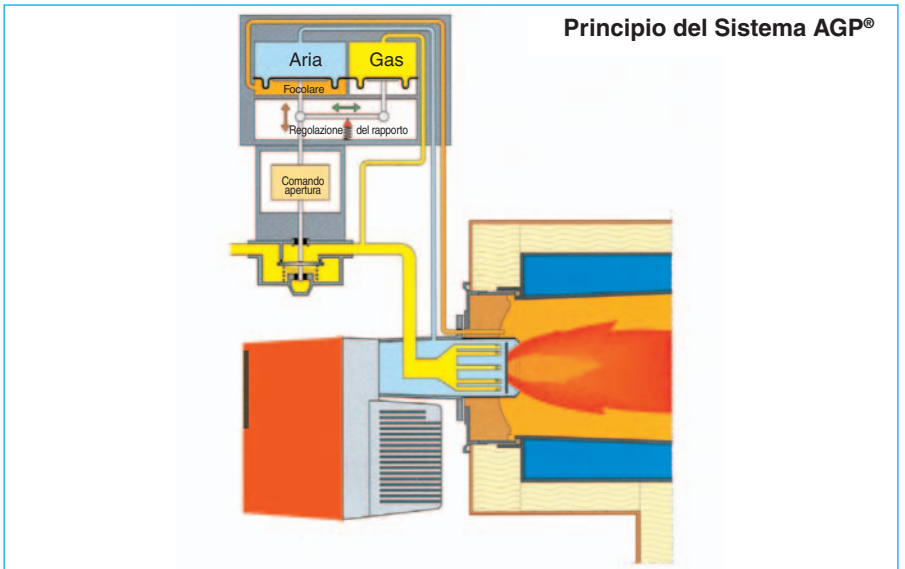 Principio del Sistema AGP®
Aria Gas
Focolare
Regolazione del rapporto
Comando
apertura